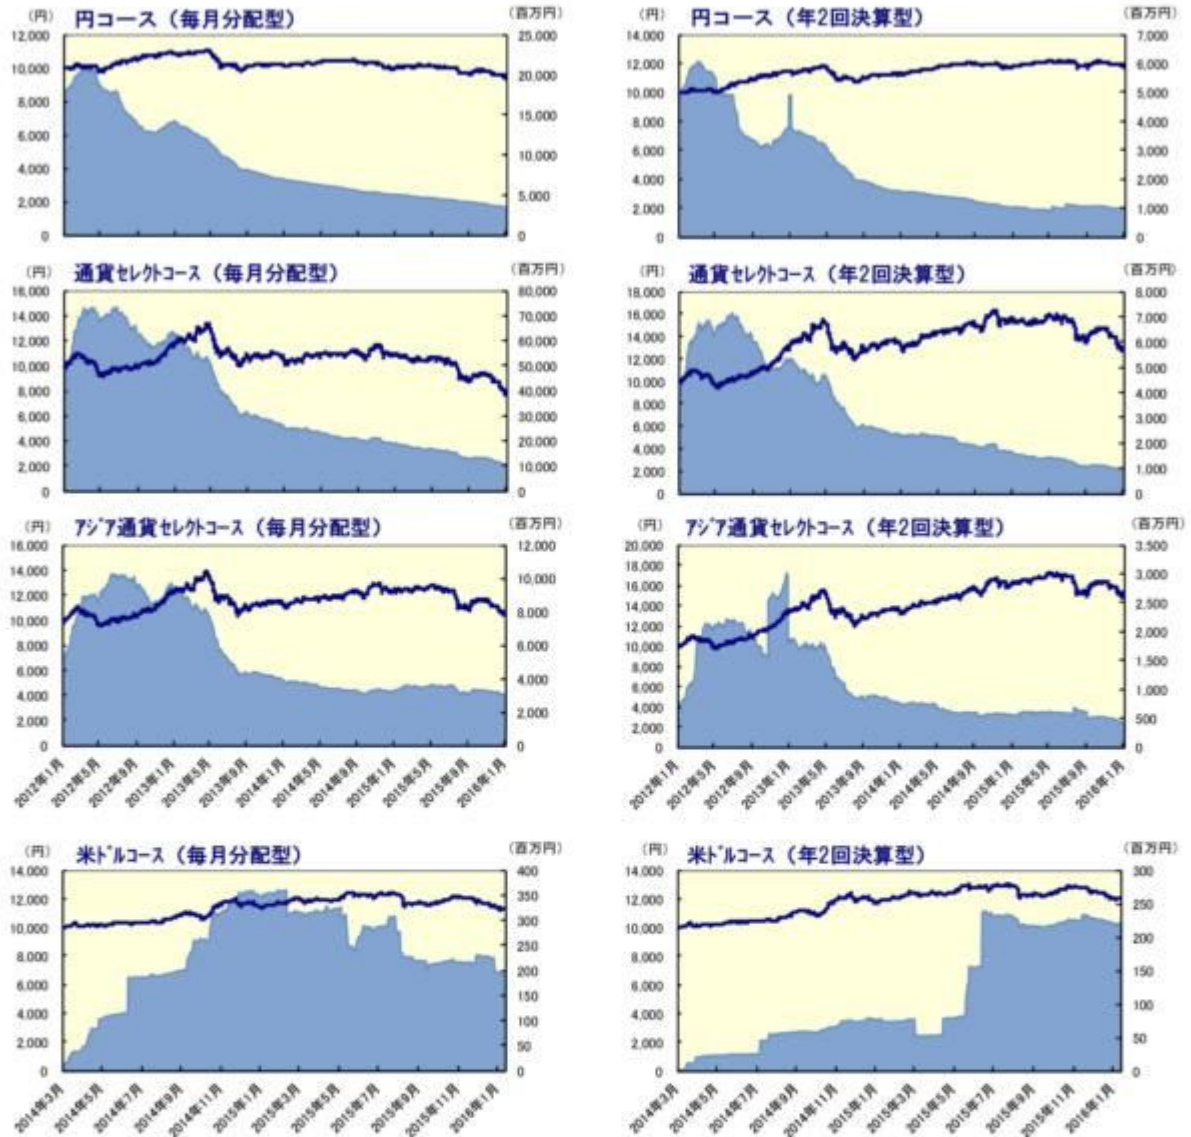 (円) 円コース（毎月分配型） (百万円)
12,000
10,000
8,000
6,000
4,000
2,000
0
25,000
20,000
15,000
10,000
5,000
0
(円) 円コース（年2回決算型） (百万円)
14,000
12,000
10,000
8,000
6,000
4,000
2,000
0
7,000
6,000
5,000
4,000
3,000
2,000
1,000
0
(円) 通貨セレクトコース（毎月分配型） (百万円)
16,000
14,000
12,000
10,000
8,000
6,000
4,000
2,000
0
80,000
70,000
60,000
50,000
40,000
30,000
20,000
10,000
0
(円) 通貨セレクトコース（年2回決算型） (百万円)
18,000
16,000
14,000
12,000
10,000
8,000
6,000
4,000
2,000
0
8,000
7,000
6,000
5,000
4,000
3,000
2,000
1,000
0
(円) ｱｼﾞｱ通貨ｾﾚｸﾄコース（毎月分配型） (百万円)
16,000
14,000
12,000
10,000
8,000
6,000
4,000
2,000
0
12,000
10,000
8,000
6,000
4,000
2,000
0
2012年1月
2012年5月
2012年9月
2013年1月
2013年5月
2013年9月
2014年1月
2014年5月
2014年9月
2015年1月
2015年5月
2015年9月
2016年1月
(円) ｱｼﾞｱ通貨ｾﾚｸﾄコース（年2回決算型） (百万円)
20,000
18,000
16,000
14,000
12,000
10,000
8,000
6,000
4,000
2,000
0
3,500
3,000
2,500
2,000
1,500
1,000
500
0
2012年1月
2012年5月
2012年9月
2013年1月
2013年5月
2013年9月
2014年1月
2014年5月
2014年9月
2015年1月
2015年5月
2015年9月
2016年1月
(円) 米ﾄﾞﾙコース（毎月分配型） (百万円)
14,000
12,000
10,000
8,000
6,000
4,000
2,000
0
400
350
300
250
200
150
100
50
0
2014年3月
2014年5月
2014年7月
2014年9月
2014年11月
2015年1月
2015年3月
2015年5月
2015年7月
2015年9月
2015年11月
2016年1月
(円) 米ﾄﾞﾙコース（年2回決算型） (百万円)
14,000
12,000
10,000
8,000
6,000
4,000
2,000
0
300
250
200
150
100
50
0
2014年3月
2014年5月
2014年7月
2014年9月
2014年11月
2015年1月
2015年3月
2015年5月
2015年7月
2015年9月
2015年11月
2016年1月